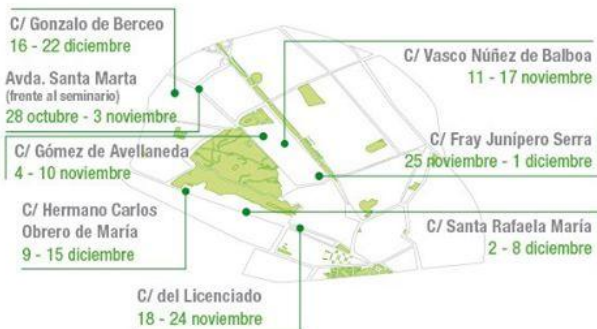 C/ Gonzalo de Berceo
16 - 22 diciembre
Avda. Santa Marta
(frente al seminario)
28 octubre - 3 noviembre
C/ Gómez de Avellaneda
4 - 10 noviembre
C/ Hermano Carlos
Obrero de María
9 - 15 diciembre
C/ del Licenciado
18 - 24 noviembre
C/ Vasco Núñez de Balboa
11 - 17 noviembre
C/ Fray Junípero Serra
25 noviembre - 1 diciembre
C/ Santa Rafaela María
2 - 8 diciembre